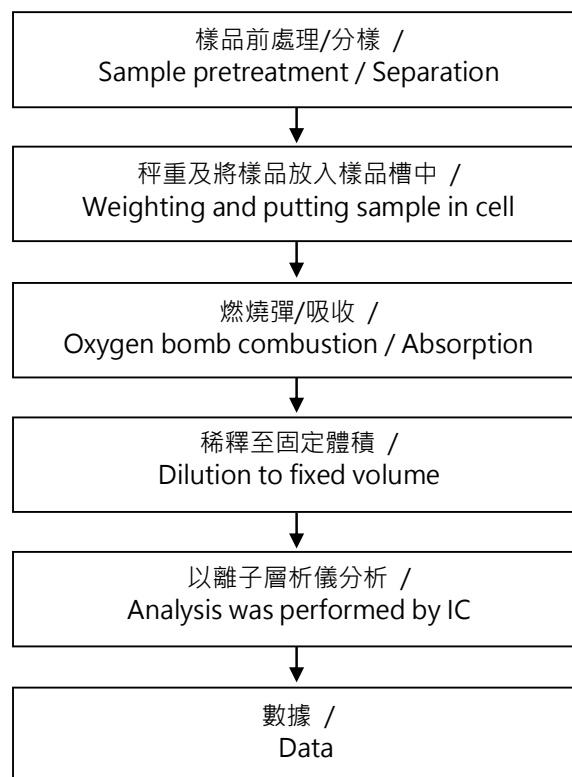 樣品前處理/分樣 /
Sample pretreatment / Separation
秤重及將樣品放入樣品槽中 /
Weighting and putting sample in cell
燃燒彈/吸收 /
Oxygen bomb combustion / Absorption
稀釋至固定體積 /
Dilution to fixed volume
以離子層析儀分析 /
Analysis was performed by IC
數據 /
Data